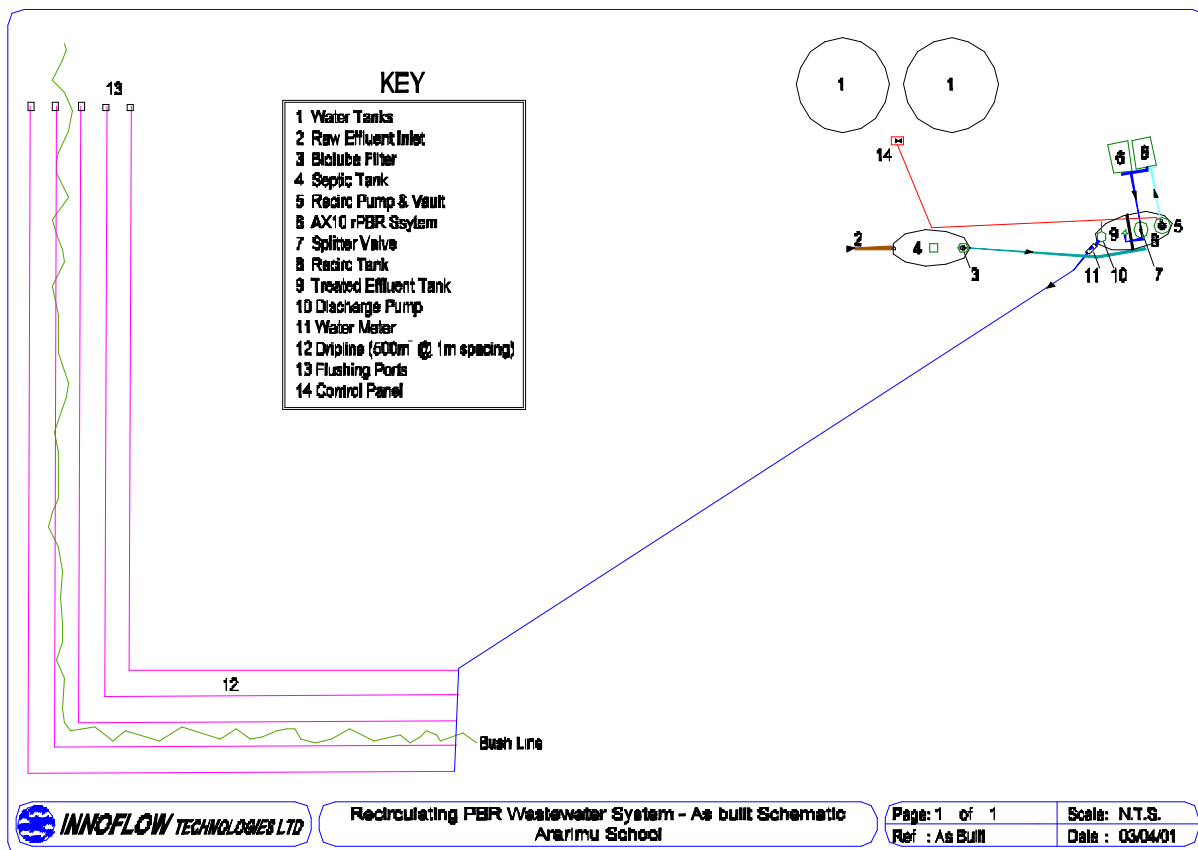 13
KEY
1 Water Tanks
2 Raw Effluent Inlet
3 Biotube Filter
4 Septic Tank
5 Recirc Pump & Vault
6 AX10 rPBR Ssytem
7 Splitter Valve
8 Recirc Tank
9 Treated Effluent Tank
10 Discharge Pump
11 Water Meter
12 Dripline (500m @ 1m spacing)
13 Flushing Ports
14 Control Panel
1
1
14
6
6
2
4
3
9
8
5
11
10
7
12
Bush Line
INNOFLOW TECHNOLOGIES LTD
Recirculating PBR Wastewater System - As built Schematic
Ararimu School
Page: 1 of 1
Scale: N.T.S.
Ref : As Built
Date : 03/04/01